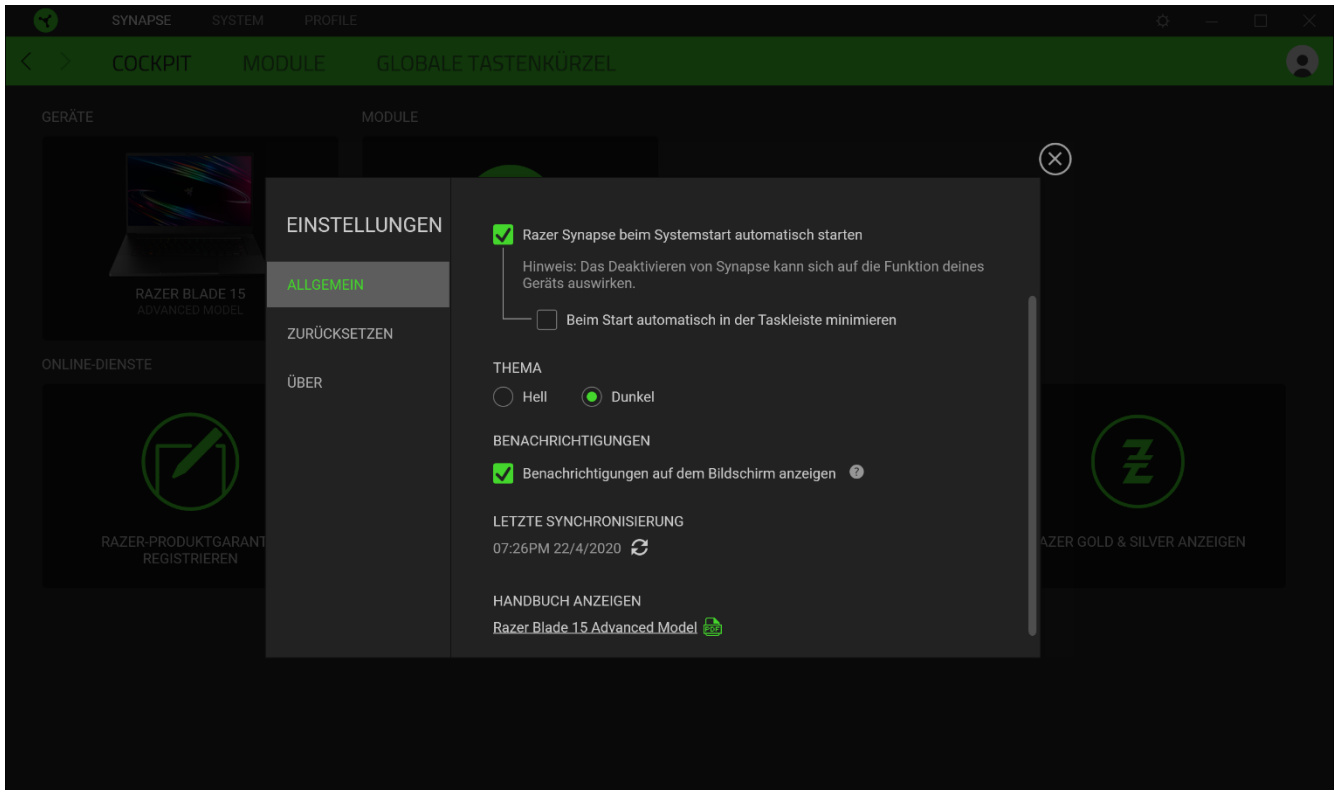 SYNAPSE SYSTEM PROFILE
COCKPIT MODULE GLOBALE TASTENKÜRZEL
GERÄTE
MODULE
RAZER BLADE 15
ADVANCED MODEL
ONLINE-DIENSTE
RAZER-PRODUKTGARANT
REGISTRIEREN
AZER GOLD & SILVER ANZEIGEN
EINSTELLUNGEN
ALLGEMEIN
ZURÜCKSETZEN
ÜBER
Razer Synapse beim Systemstart automatisch starten
Hinweis: Das Deaktivieren von Synapse kann sich auf die Funktion deines
Geräts auswirken.
Beim Start automatisch in der Taskleiste minimieren
THEMA
Hell Dunkel
BENACHRICHTIGUNGEN
Benachrichtigungen auf dem Bildschirm anzeigen ?
LETZTE SYNCHRONISIERUNG
07:26PM 22/4/2020
HANDBUCH ANZEIGEN
Razer Blade 15 Advanced Model PDF